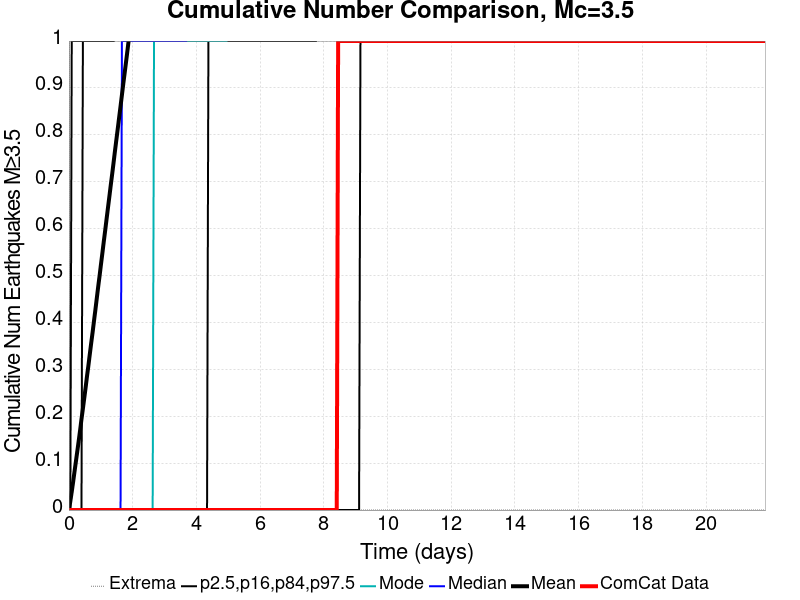 Cumulative Number Comparison, Mc=3.5
Cumulative Num Earthquakes M≥3.5
1
0.9
0.8
0.7
0.6
0.5
0.4
0.3
0.2
0.1
0
0 2 4 6 8 10 12 14 16 18 20
Time (days)
Extrema p2.5,p16,p84,p97.5 Mode Median Mean ComCat Data